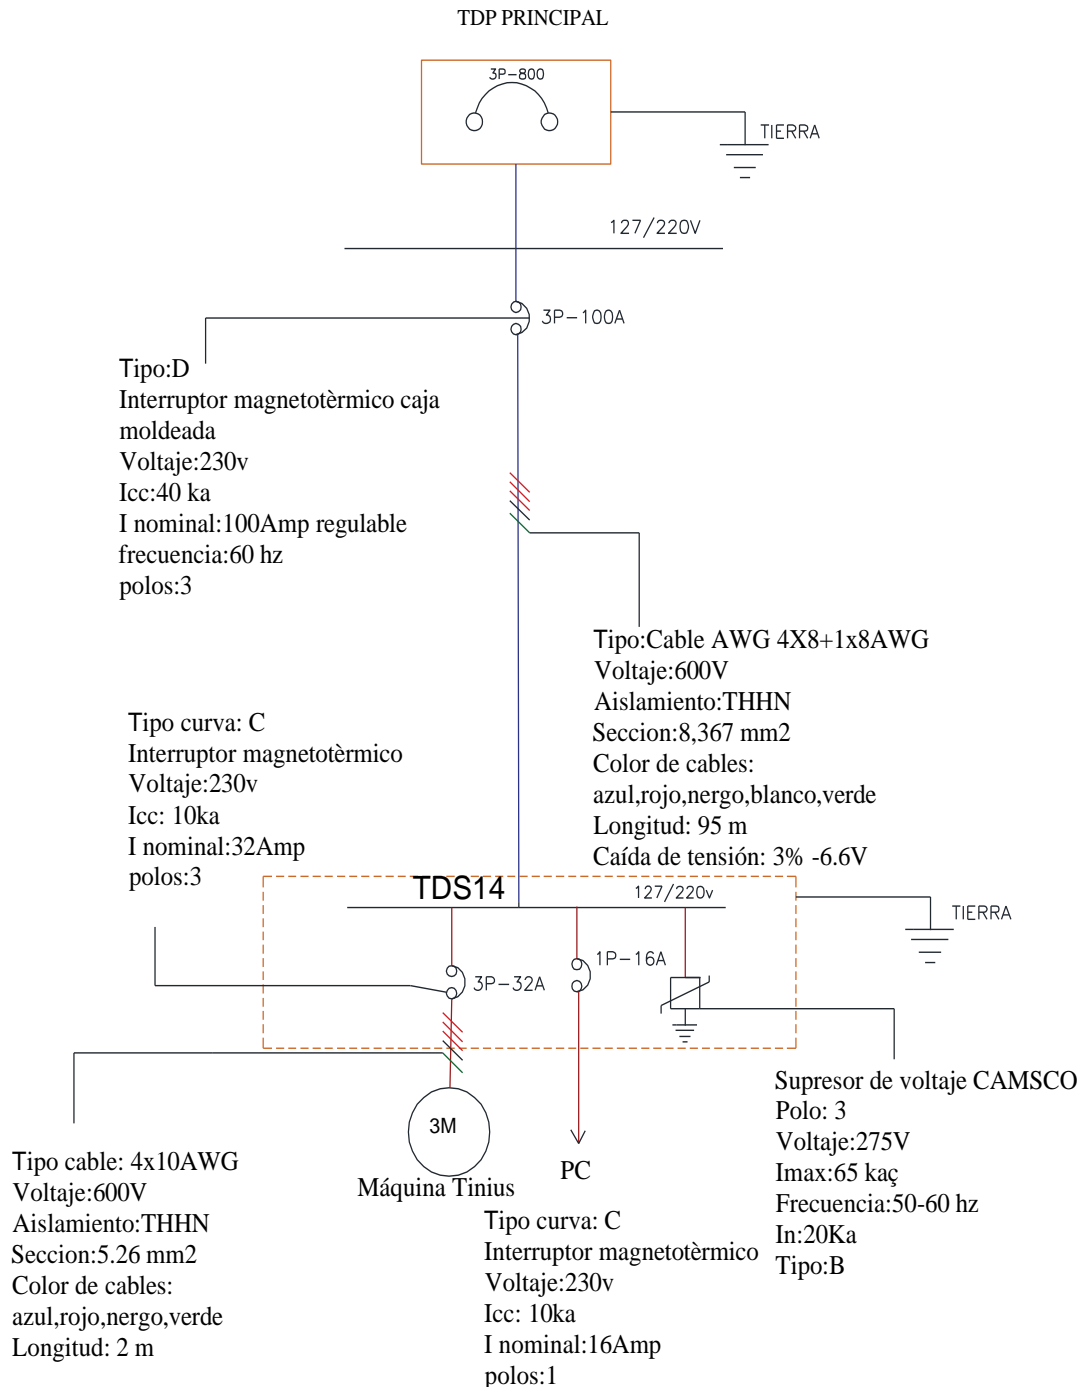 TDP PRINCIPAL
3P-800
TIERRA
127/220V
3P-100A
Tipo:D
Interruptor magnetotèrmico caja
moldeada
Voltaje:230v
Icc:40 ka
I nominal:100Amp regulable
frecuencia:60 hz
polos:3
Tipo:Cable AWG 4X8+1x8AWG
Voltaje:600V
Aislamiento:THHN
Seccion:8,367 mm2
Color de cables:
azul,rojo,nergo,blanco,verde
Longitud: 95 m
Caída de tensión: 3% -6.6V
Tipo curva: C
Interruptor magnetotèrmico
Voltaje:230v
Icc: 10ka
I nominal:32Amp
polos:3
TDS14
127/220v
TIERRA
3P-32A
1P-16A
3M
Máquina Tinius
PC
Supresor de voltaje CAMSCO
Polo: 3
Voltaje:275V
Imax:65 kaç
Frecuencia:50-60 hz
In:20Ka
Tipo:B
Tipo cable: 4x10AWG
Voltaje:600V
Aislamiento:THHN
Seccion:5.26 mm2
Color de cables:
azul,rojo,nergo,verde
Longitud: 2 m
Tipo curva: C
Interruptor magnetotèrmico
Voltaje:230v
Icc: 10ka
I nominal:16Amp
polos:1